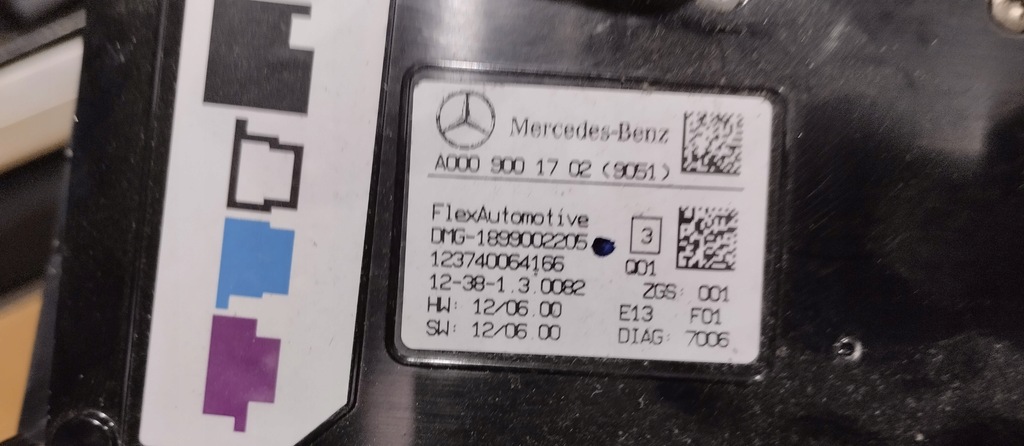 Mercedes-Benz
A000 900 17 02 (9051)
FlexAutomotive
DMG-1899002205
3
123740064166
Q01
12-38-1.3.0082
ZGS: 001
HW: 12/06.00
E13 F01
SW: 12/06.00
DIAG: 7006